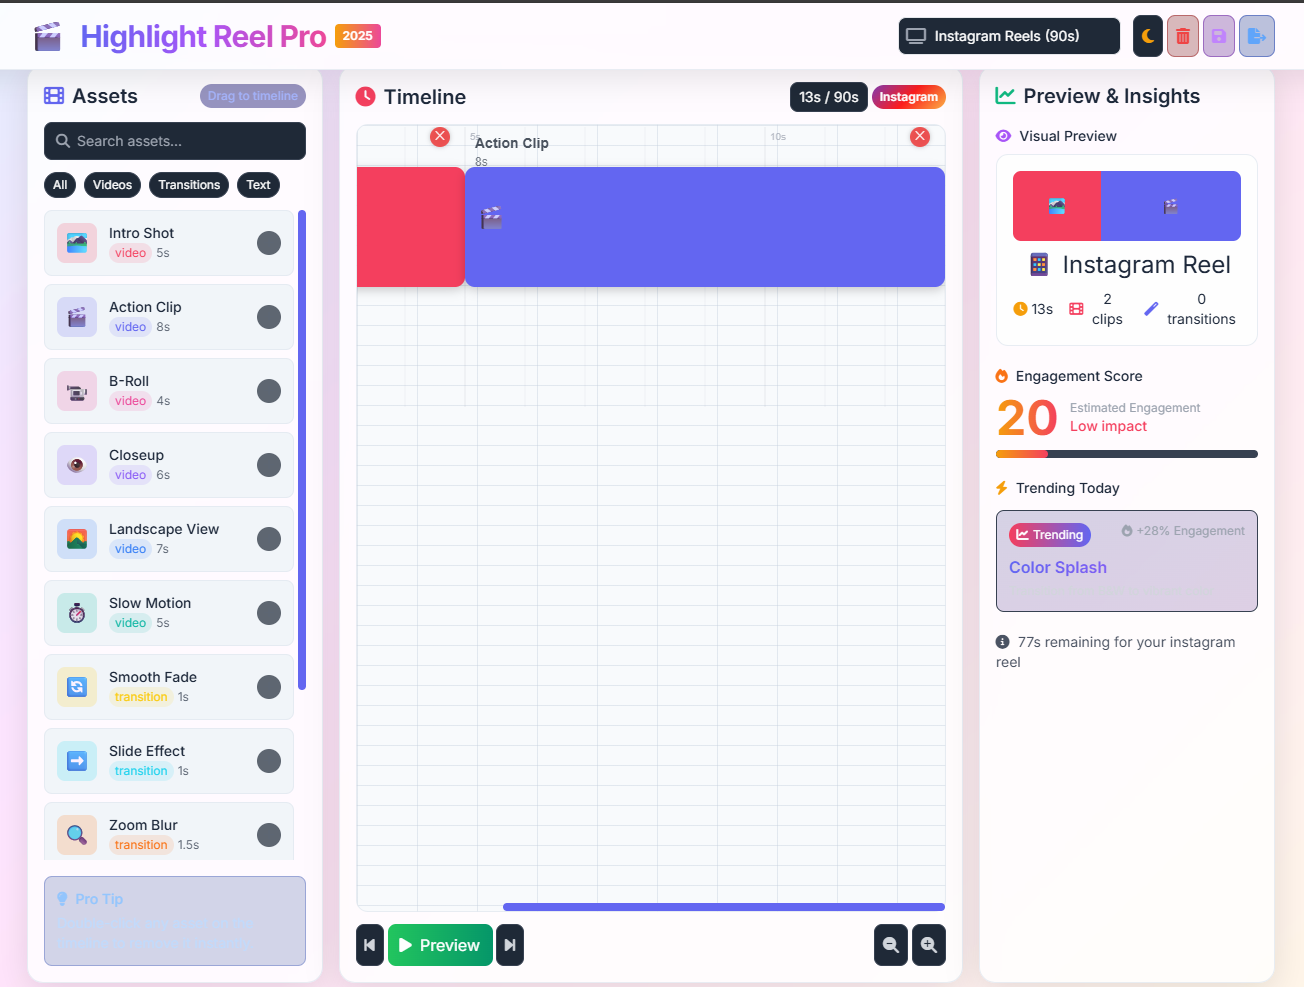 Highlight Reel Pro
2025
Instagram Reels (90s)
Assets
Drag to timeline
Search assets...
All
Videos
Transitions
Text
Intro Shot
video 5s
Action Clip
video 8s
B-Roll
video 4s
Closeup
video 6s
Landscape View
video 7s
Slow Motion
video 5s
Smooth Fade
transition 1s
Slide Effect
transition 1s
Zoom Blur
transition 1.5s
Pro Tip
Timeline
13s / 90s
Instagram
5s
10s
Action Clip
8s
Preview
Preview & Insights
Visual Preview
Instagram Reel
13s
2
clips
0
transitions
Engagement Score
20
Estimated Engagement
Low impact
Trending Today
Trending
+28% Engagement
Color Splash
77s remaining for your instagram
reel